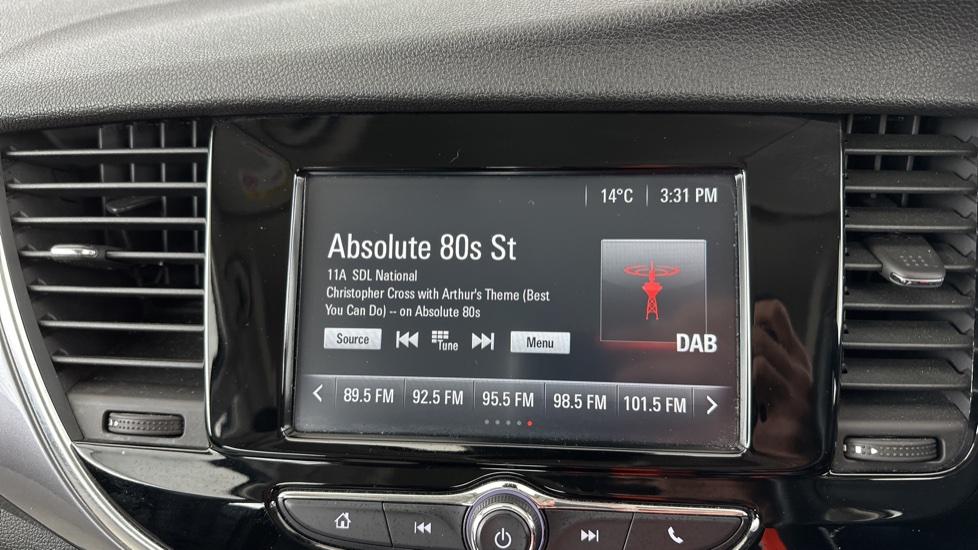 14°C 3:31 PM
Absolute 80s St
11A SDL National
Christopher Cross with Arthur's Theme (Best
You Can Do) -- on Absolute 80s
Source Tune Menu
DAB
89.5 FM 92.5 FM 95.5 FM 98.5 FM 101.5 FM